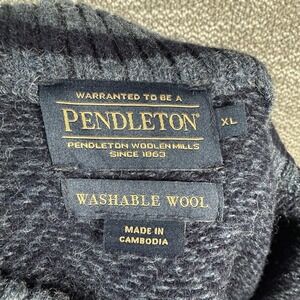 WARRANTED TO BE A
PENDLETON®
XL
PENDLETON WOOLEN MILLS
SINCE 1863
WASHABLE WOOL
MADE IN
CAMBODIA